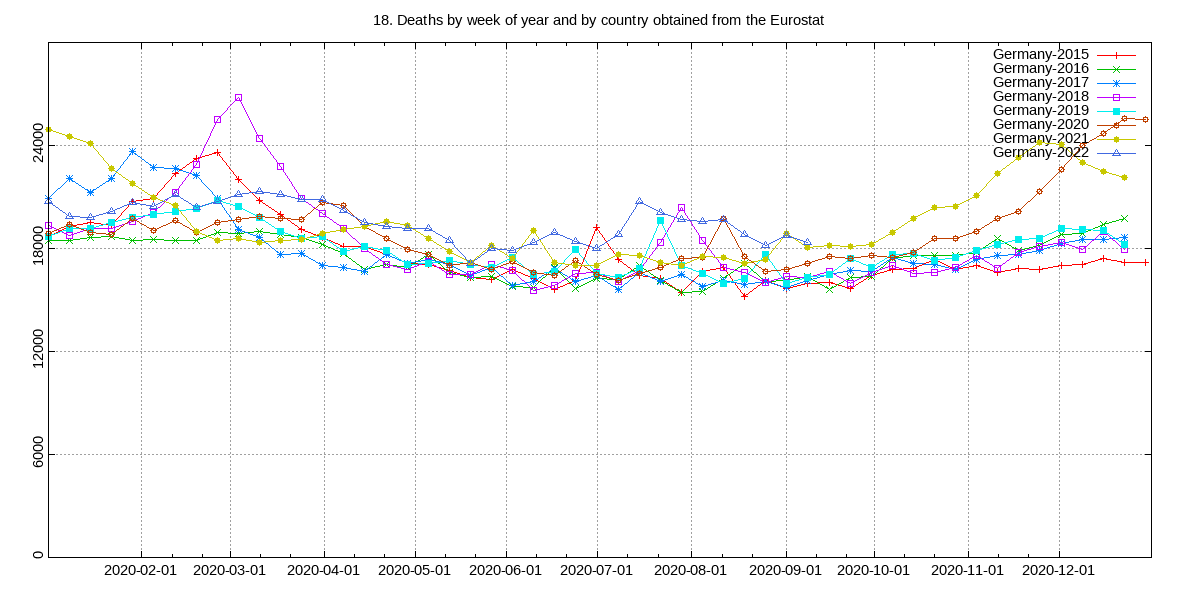 18. Deaths by week of year and by country obtained from the Eurostat
Germany-2015
Germany-2016
Germany-2017
Germany-2018
Germany-2019
Germany-2020
Germany-2021
Germany-2022
24000
18000
12000
6000
0
2020-02-01 2020-03-01 2020-04-01 2020-05-01 2020-06-01 2020-07-01 2020-08-01 2020-09-01 2020-10-01 2020-11-01 2020-12-01